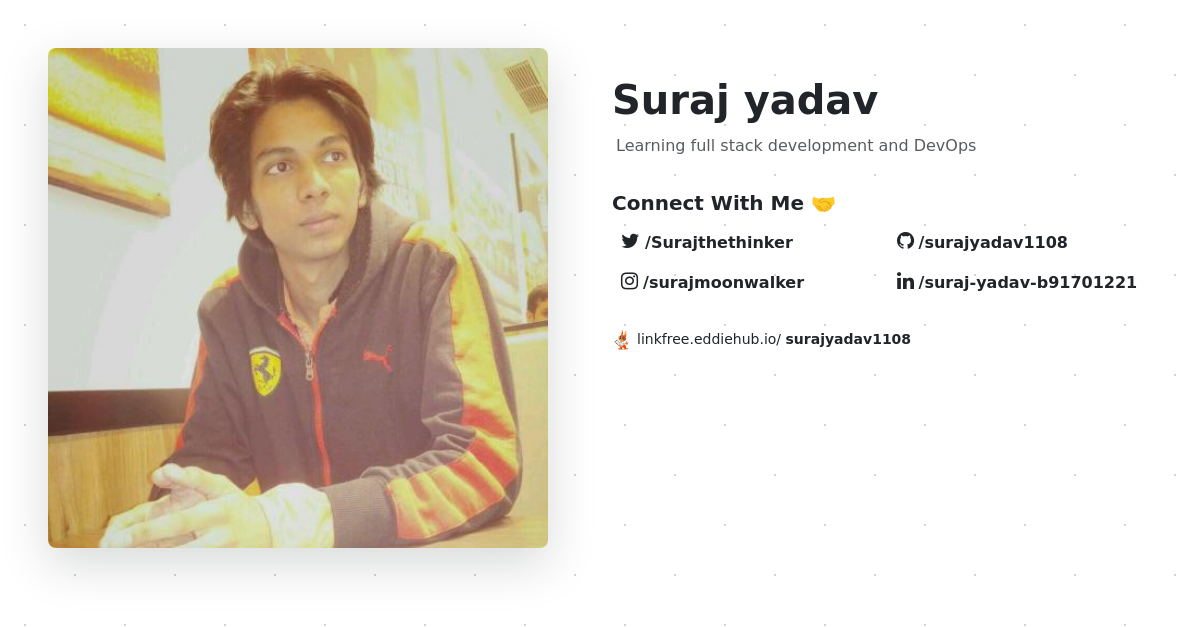 Suraj yadav
Learning full stack development and DevOps
Connect With Me 🤝
/Surajthethinker
/surajyadav1108
/surajmoonwalker
/suraj-yadav-b91701221
linkfree.eddiehub.io/ surajyadav1108